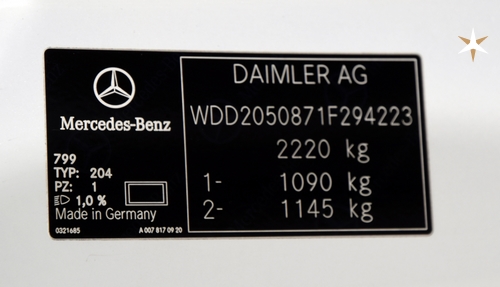 Mercedes-Benz
799
TYP: 204
PZ: 1
1,0 %
Made in Germany
0321685
A 007 817 09 20
DAIMLER AG
WDD2050871F294223
2220 kg
1- 1090 kg
2- 1145 kg